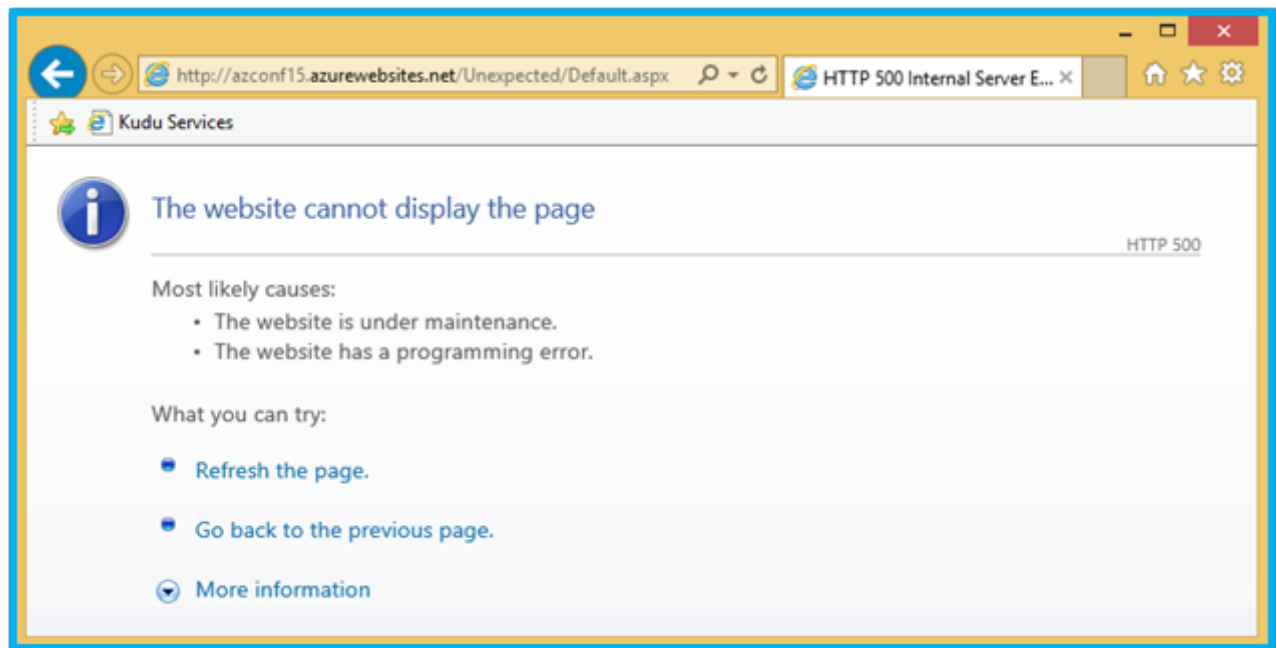 http://azconf15.azurewebsites.net/Unexpected/Default.aspx
HTTP 500 Internal Server E...
Kudu Services
The website cannot display the page
HTTP 500
Most likely causes:
• The website is under maintenance.
• The website has a programming error.
What you can try:
Refresh the page.
Go back to the previous page.
More information